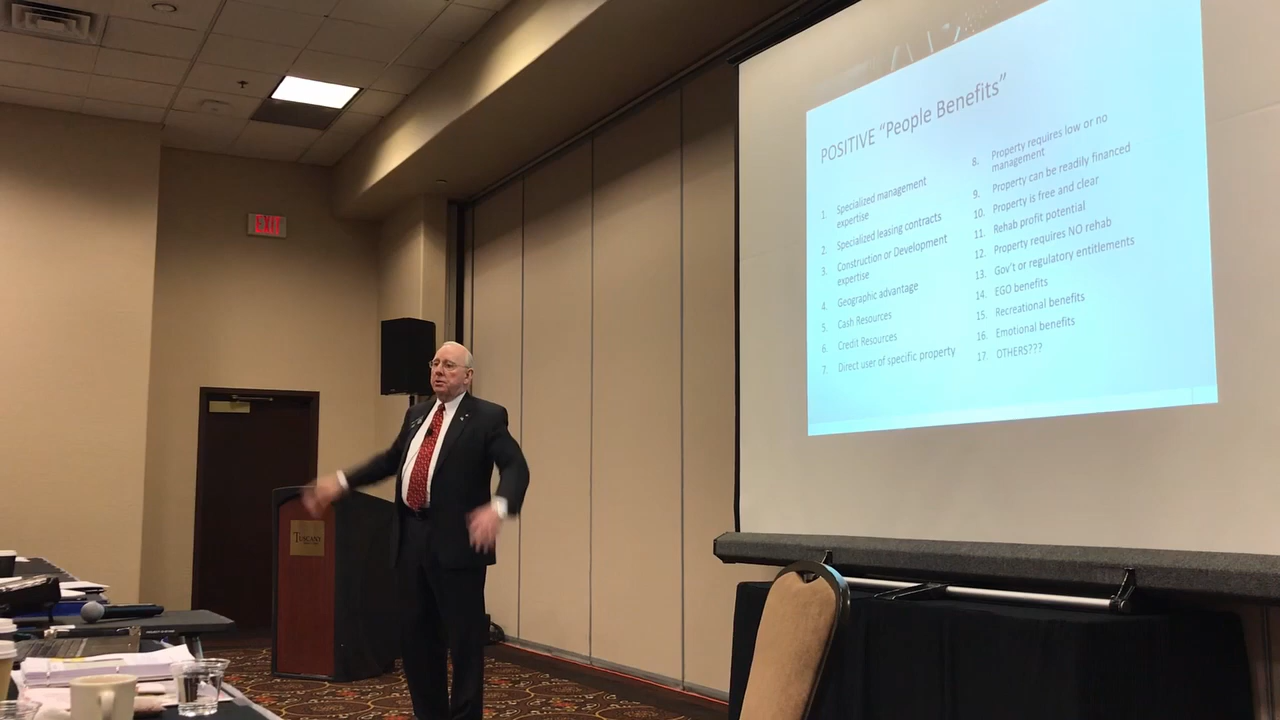 POSITIVE "People Benefits"
1. Specialized management
expertise
2. Specialized leasing contracts
3. Construction or Development
expertise
4. Geographic advantage
5. Cash Resources
6. Credit Resources
7. Direct user of specific property
8. Property requires low or no
management
9. Property can be readily financed
10. Property is free and clear
11. Rehab profit potential
12. Property requires NO rehab
13. Gov't or regulatory entitlements
14. EGO benefits
15. Recreational benefits
16. Emotional benefits
17. OTHERS???
EXIT
TUSCANY